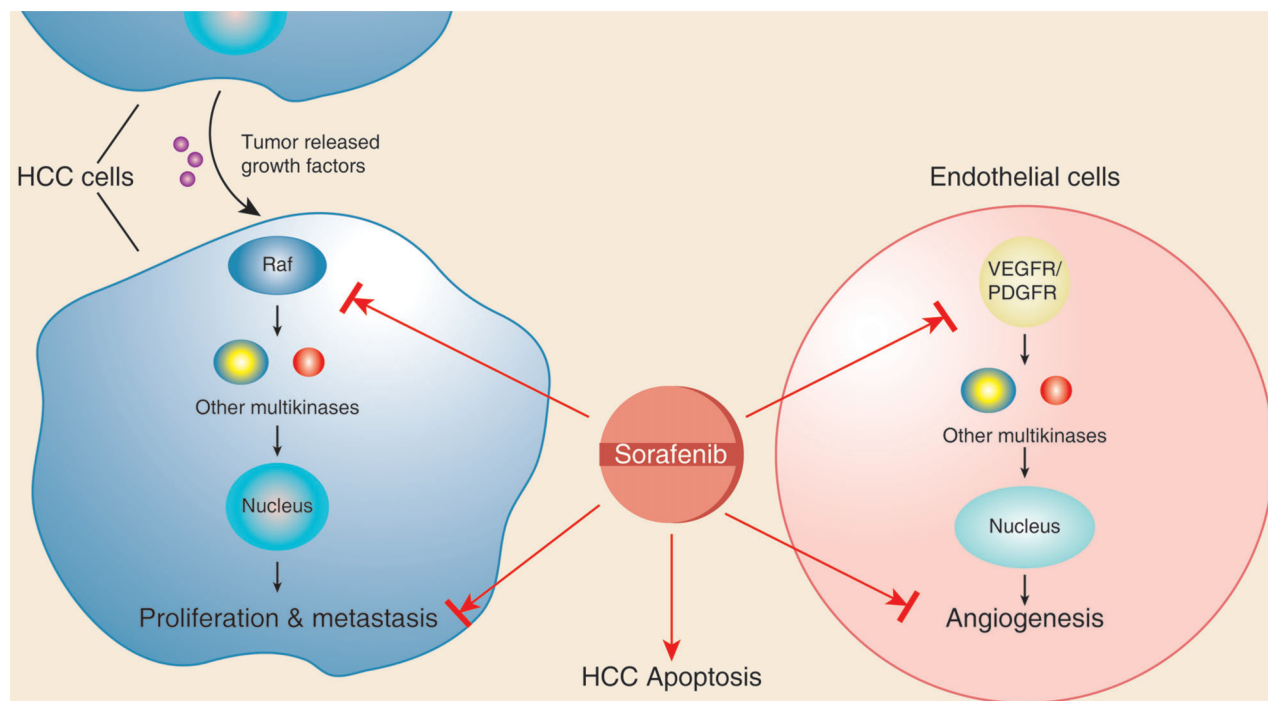 Tumor released
growth factors
HCC cells
Endothelial cells
Raf
VEGFR/
PDGFR
Other multikinases
Other multikinases
Sorafenib
Nucleus
Nucleus
Proliferation & metastasis
Angiogenesis
HCC Apoptosis